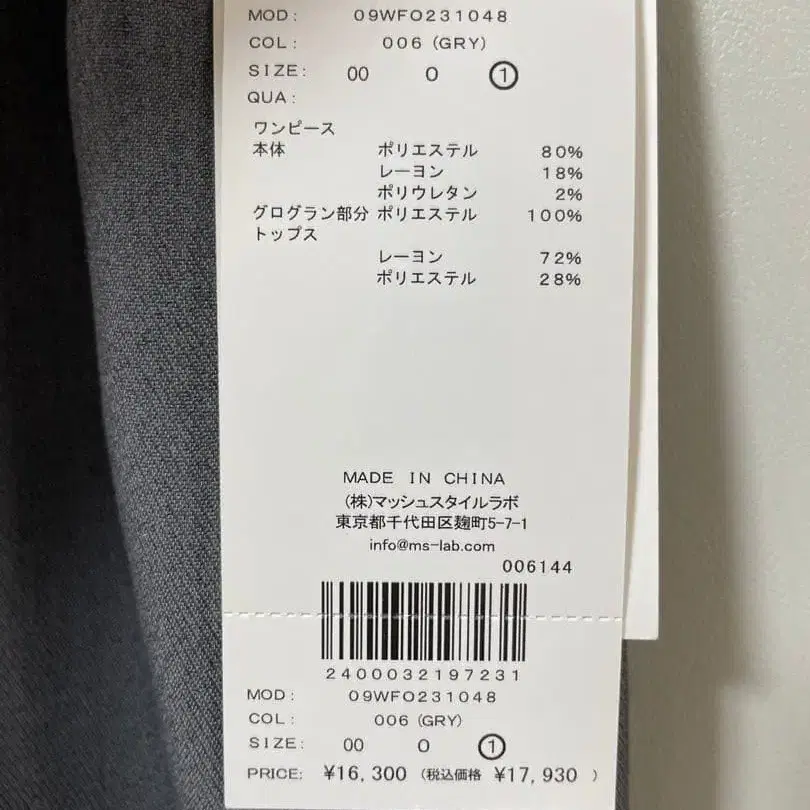 MOD: 09WFO231048
COL: 006 (GRY)
SIZE: 00 0 ①
QUA:
ワンピース
本体 ポリエステル 80%
レーヨン 18%
ポリウレタン 2%
グログラン部分 ポリエステル 100%
トップス
レーヨン 72%
ポリエステル 28%
MADE IN CHINA
(株)マッシュスタイルラボ
東京都千代田区麹町5-7-1
info@ms-lab.com
006144
2400032197231
MOD: 09WFO231048
COL: 006 (GRY)
SIZE: 00 0 ①
PRICE: ¥16,300 (税込価格 ¥17,930 )